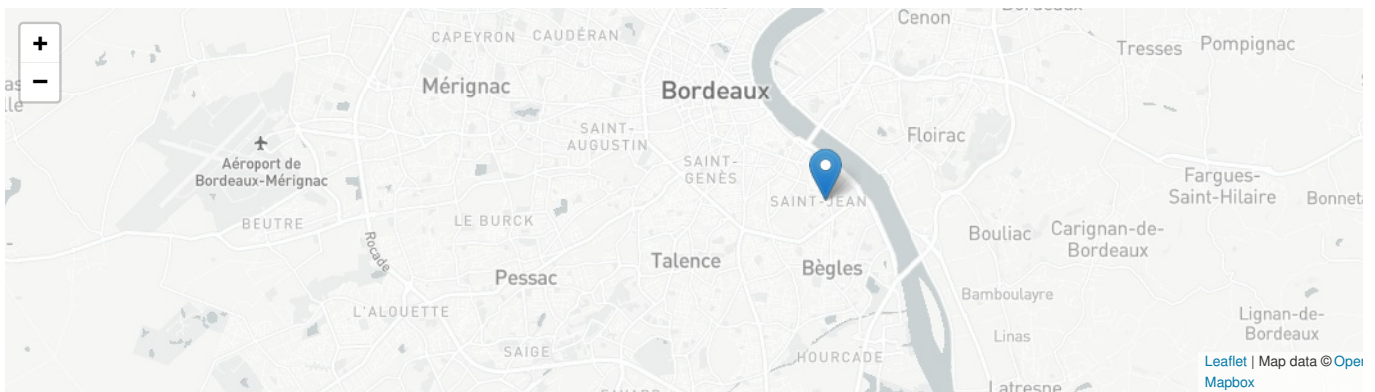 Cenon
CAPEYRON CAUDÉRAN
Tresses Pompignac
+
−
Mérignac
Bordeaux
SAINT-
AUGUSTIN
Floirac
Aéroport de
Bordeaux-Mérignac
SAINT-
GENÈS
Fargues-
Saint-Hilaire
SAINT-JEAN
BEUTRE
LE BURCK
Rocade
Bouliac
Carignan-de-
Bordeaux
Talence
Bègles
Pessac
Bamboulayre
L'ALOUETTE
Lignan-de-
Bordeaux
Linas
SAIGE
HOURCADE
Latresne
Leaflet | Map data ©
Mapbox